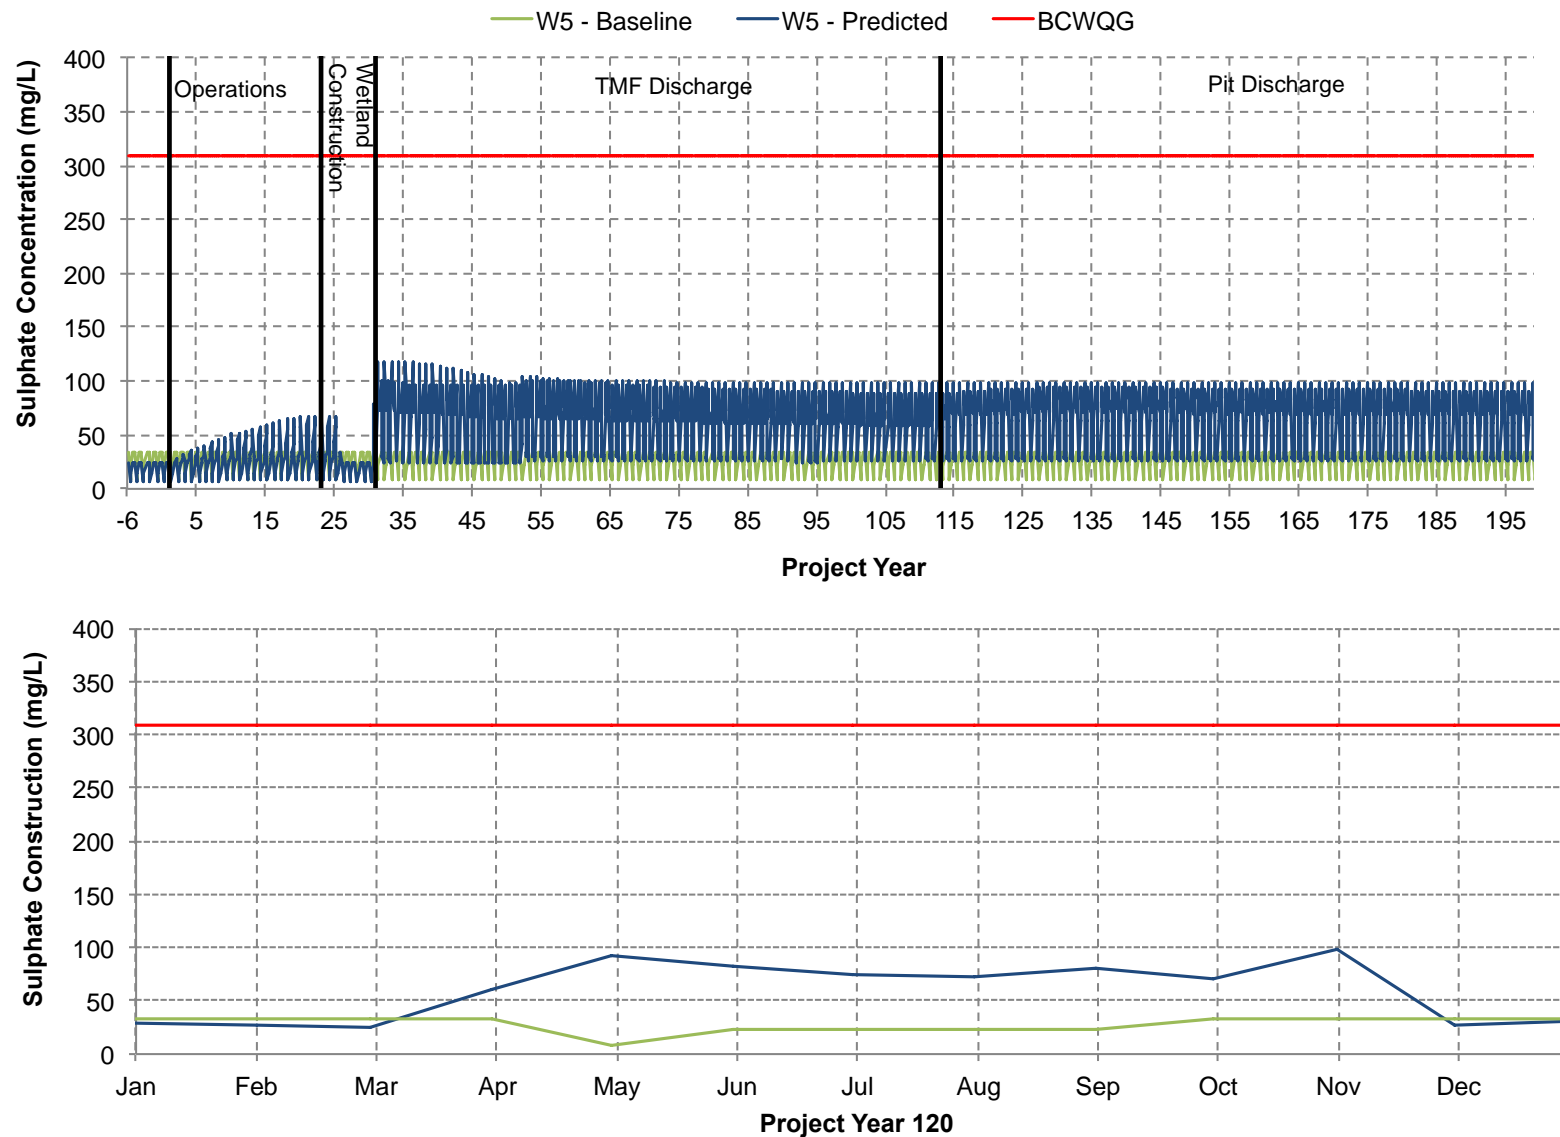 W5 - Baseline W5 - Predicted BCWQG
Sulphate Concentration (mg/L)
400
350
300
250
200
150
100
50
0
Operations
Wetland
Construction
TMF Discharge
Pit Discharge
-6 5 15 25 35 45 55 65 75 85 95 105 115 125 135 145 155 165 175 185 195
Project Year
Sulphate Construction (mg/L)
400
350
300
250
200
150
100
50
0
Jan Feb Mar Apr May Jun Jul Aug Sep Oct Nov Dec
Project Year 120